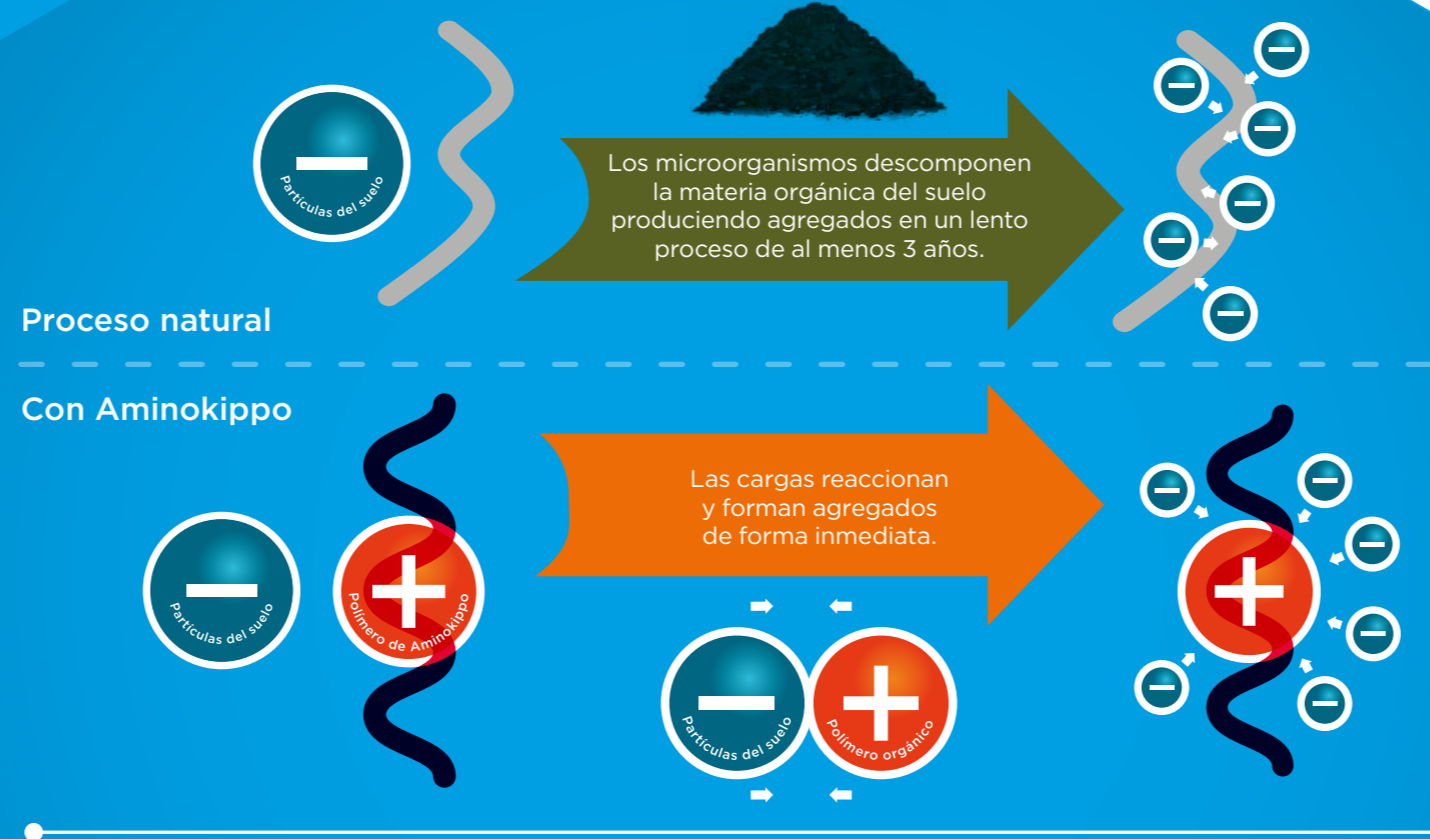 Partículas del suelo
Los microorganismos descomponen
la materia orgánica del suelo
produciendo agregados en un lento
proceso de al menos 3 años.
Proceso natural
Con Aminokippo
Las cargas reaccionan
y forman agregados
de forma inmediata.
Partículas del suelo
Polímero de Aminokippo
Partículas del suelo
Polímero orgánico